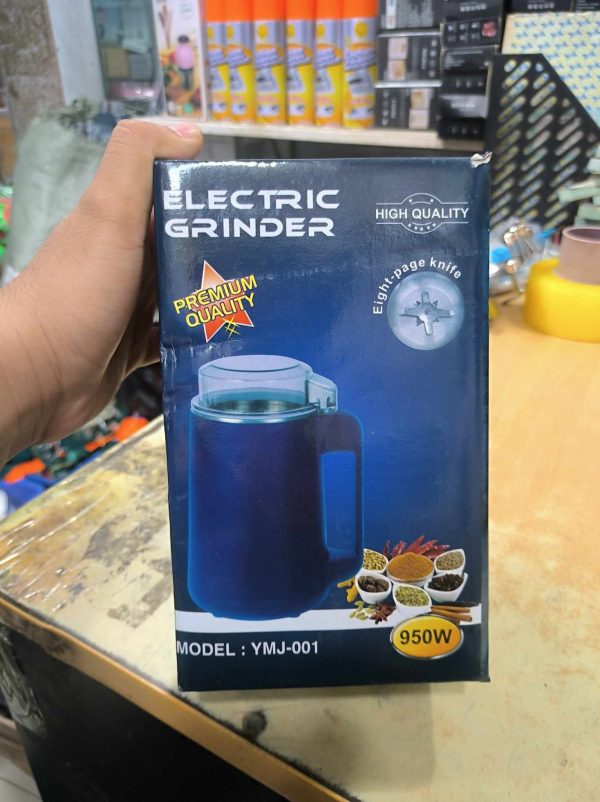 ELECTRIC
GRINDER
HIGH QUALITY
PREMIUM
QUALITY
Eight-page knife
950W
MODEL : YMJ-001